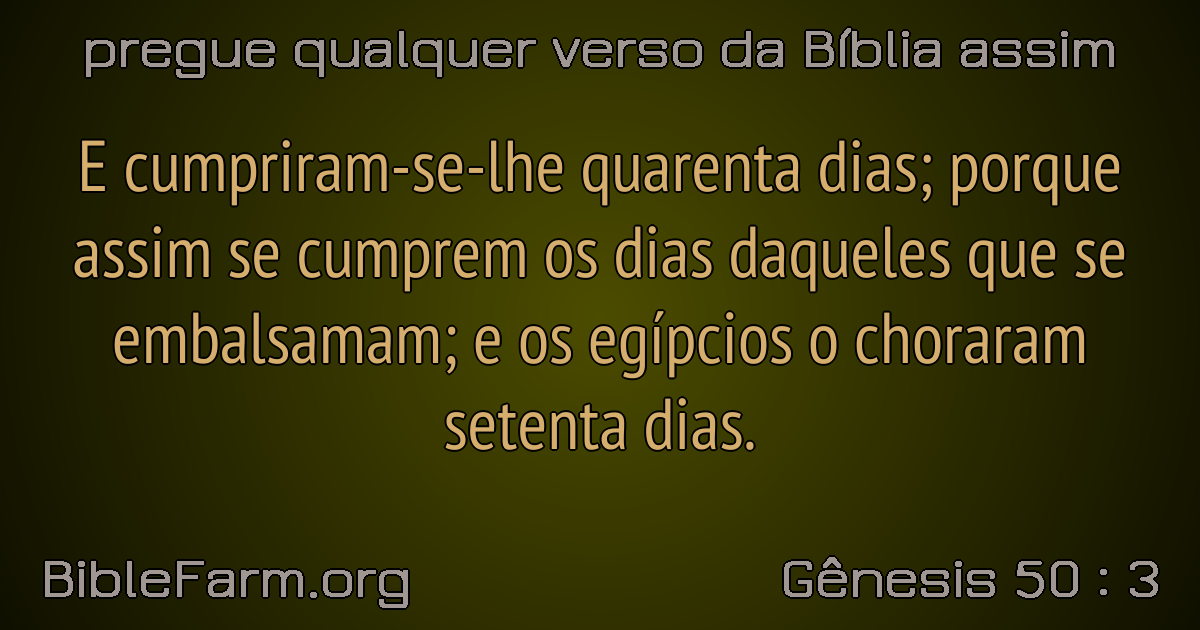 pregue qualquer verso da Bíblia assim
E cumpriram-se-lhe quarenta dias; porque
assim se cumprem os dias daqueles que se
embalsamam; e os egípcios o choraram
setenta dias.
BibleFarm.org
Gênesis 50 : 3